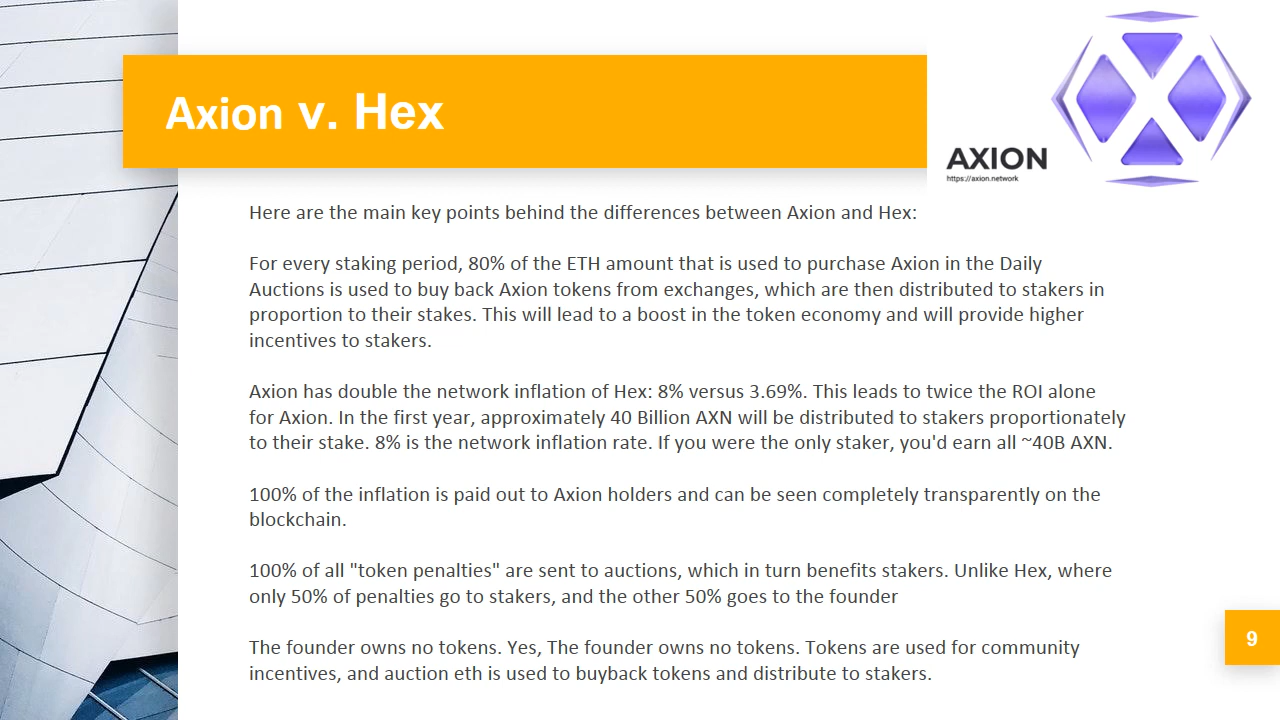 Axion v. Hex
AXION
https://axion.network
Here are the main key points behind the differences between Axion and Hex:
For every staking period, 80% of the ETH amount that is used to purchase Axion in the Daily
Auctions is used to buy back Axion tokens from exchanges, which are then distributed to stakers in
proportion to their stakes. This will lead to a boost in the token economy and will provide higher
incentives to stakers.
Axion has double the network inflation of Hex: 8% versus 3.69%. This leads to twice the ROI alone
for Axion. In the first year, approximately 40 Billion AXN will be distributed to stakers proportionately
to their stake. 8% is the network inflation rate. If you were the only staker, you'd earn all ~40B AXN.
100% of the inflation is paid out to Axion holders and can be seen completely transparently on the
blockchain.
100% of all "token penalties" are sent to auctions, which in turn benefits stakers. Unlike Hex, where
only 50% of penalties go to stakers, and the other 50% goes to the founder
The founder owns no tokens. Yes, The founder owns no tokens. Tokens are used for community
incentives, and auction eth is used to buyback tokens and distribute to stakers.
9